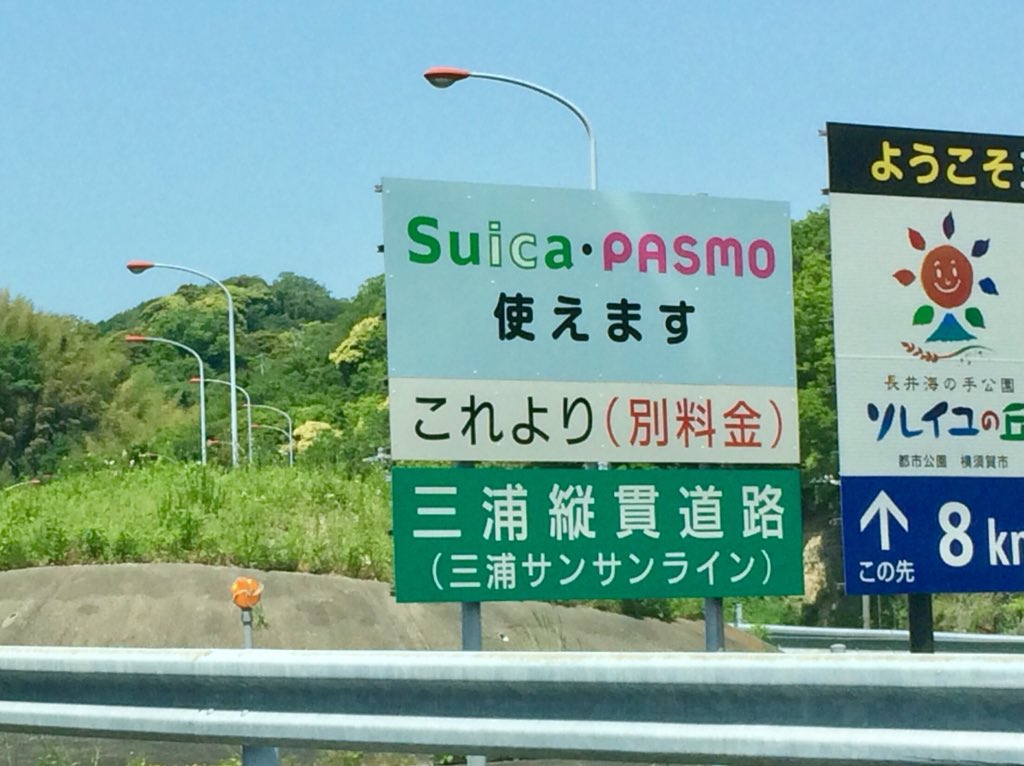 Suica・PASMO
使えます
これより(別料金)
三浦縦貫道路
(三浦サンサンライン)
ようこそ
長井海の手公園
ソレイユの丘
都市公園 横須賀市
8 km
この先